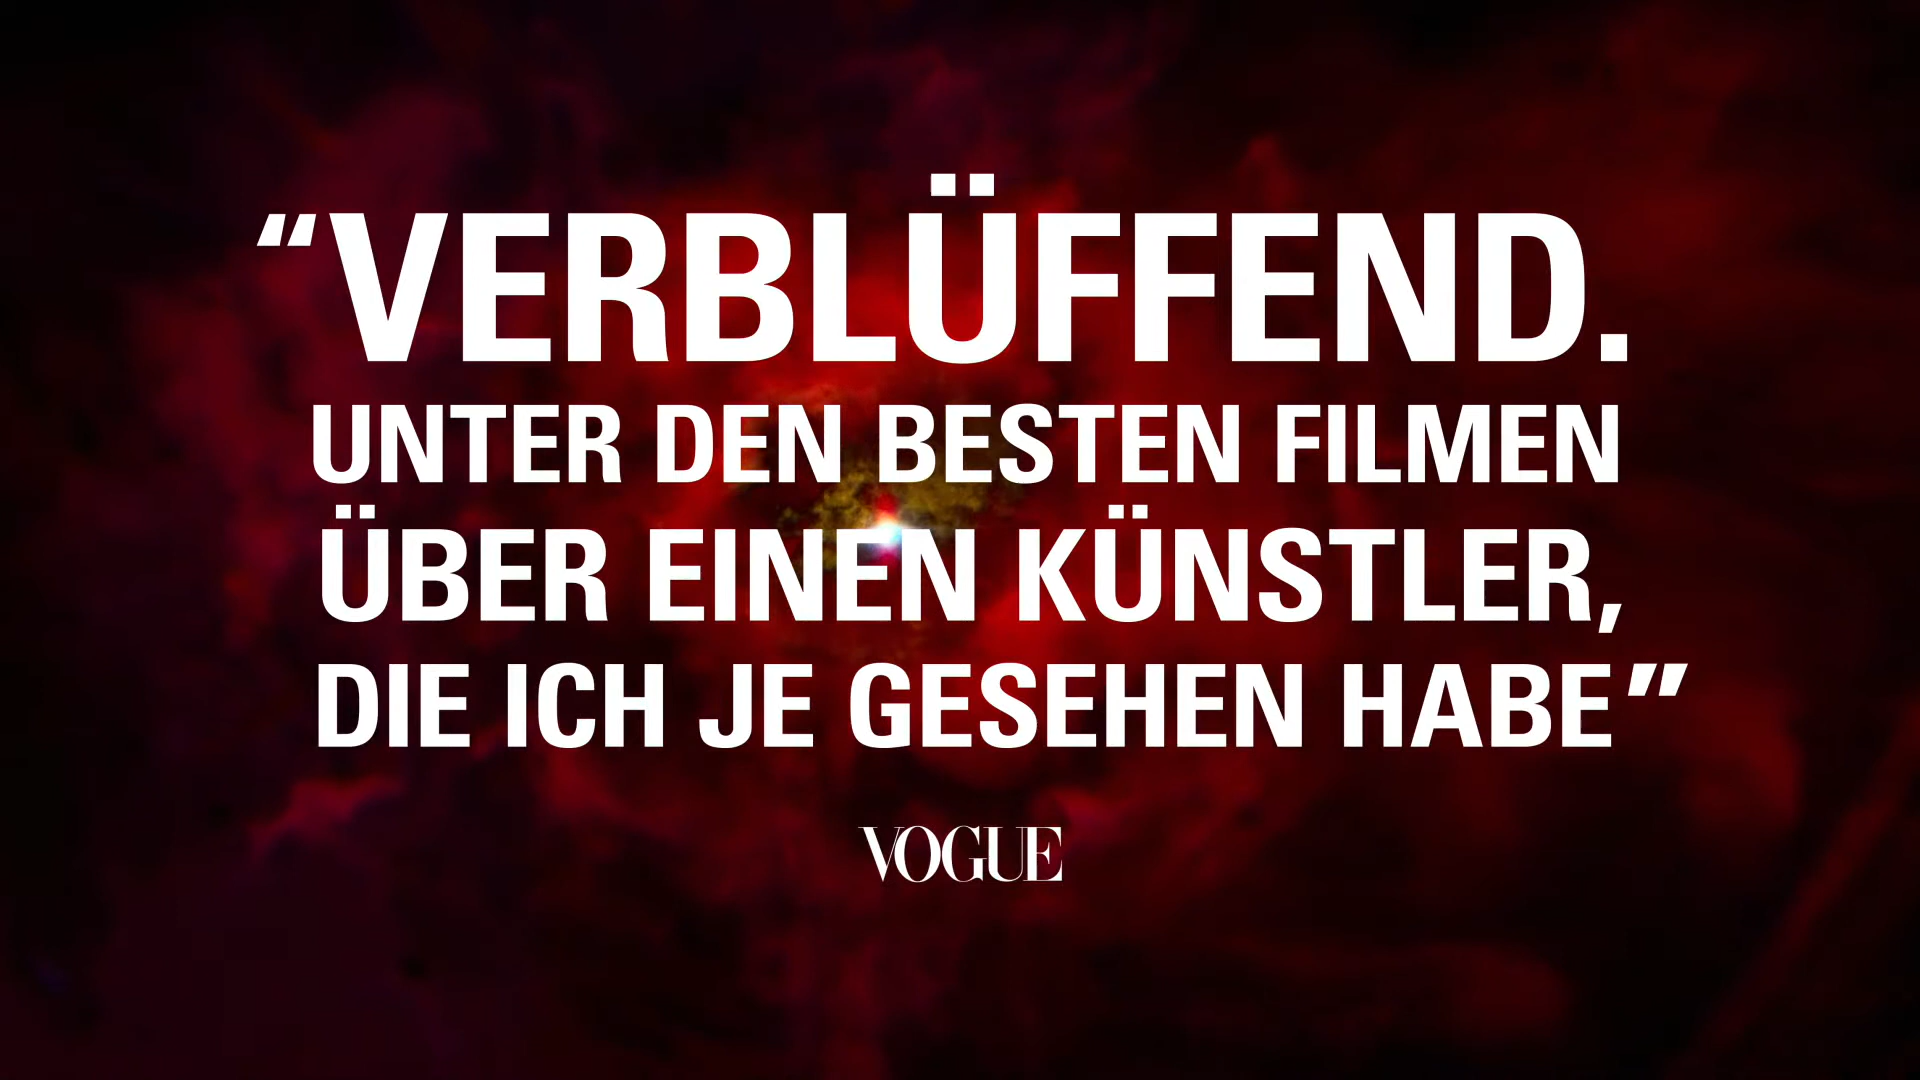 “VERBLÜFFEND.
UNTER DEN BESTEN FILMEN
ÜBER EINEN KÜNSTLER,
DIE ICH JE GESEHEN HABE”
VOGUE